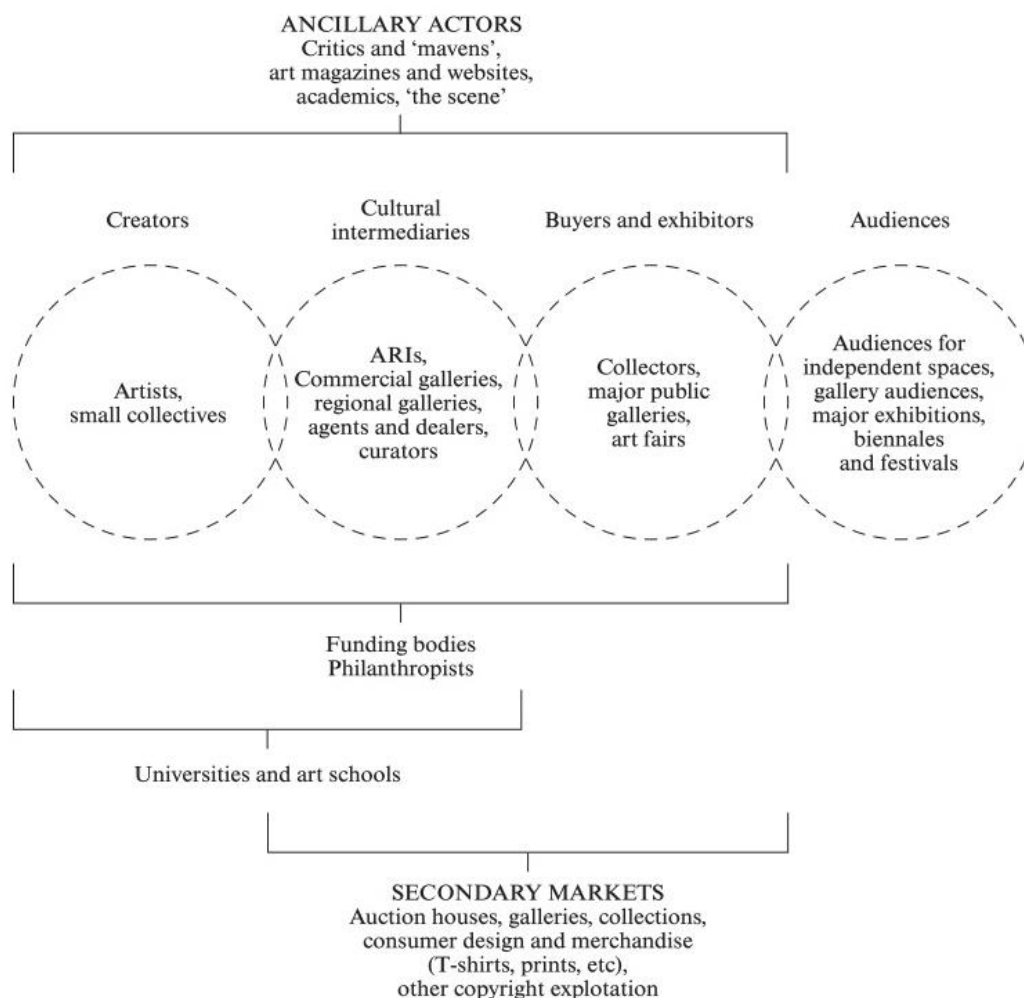 ANCILLARY ACTORS
Critics and ‘mavens’,
art magazines and websites,
academics, ‘the scene’
Creators
Cultural
intermediaries
Buyers and exhibitors
Audiences
Artists,
small collectives
ARIs,
Commercial galleries,
regional galleries,
agents and dealers,
curators
Collectors,
major public
galleries,
art fairs
Audiences for
independent spaces,
gallery audiences,
major exhibitions,
biennales
and festivals
Funding bodies
Philanthropists
Universities and art schools
SECONDARY MARKETS
Auction houses, galleries, collections,
consumer design and merchandise
(T-shirts, prints, etc),
other copyright explotation